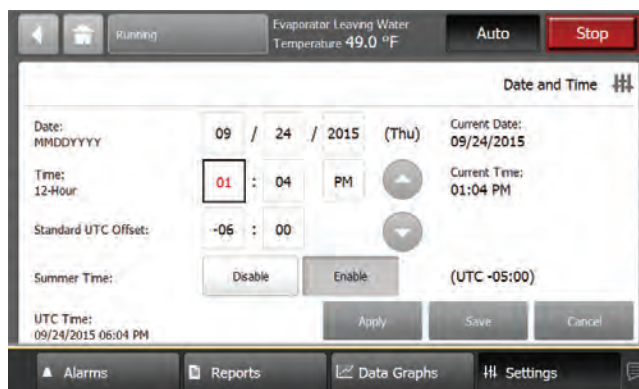 Running
Evaporator Leaving Water
Temperature 49.0 °F
Auto
Stop
Date and Time
Date:
MMDDYYYY
09 / 24 / 2015 (Thu)
Current Date:
09/24/2015
Time:
12-Hour
01 : 04 PM
Current Time:
01:04 PM
Standard UTC Offset:
-06 : 00
Summer Time:
Disable
Enable
(UTC -05:00)
UTC Time:
09/24/2015 06:04 PM
Apply
Save
Cancel
Alarms
Reports
Data Graphs
Settings